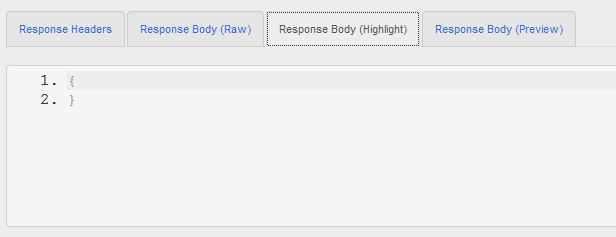 Response Headers
Response Body (Raw)
Response Body (Highlight)
Response Body (Preview)
1. {
2. }